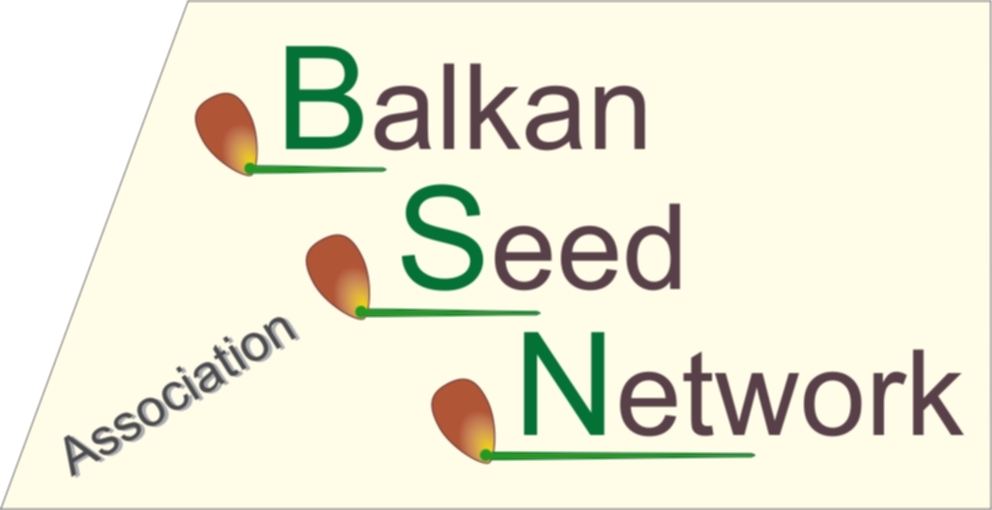 Balkan
Seed
Network
Association